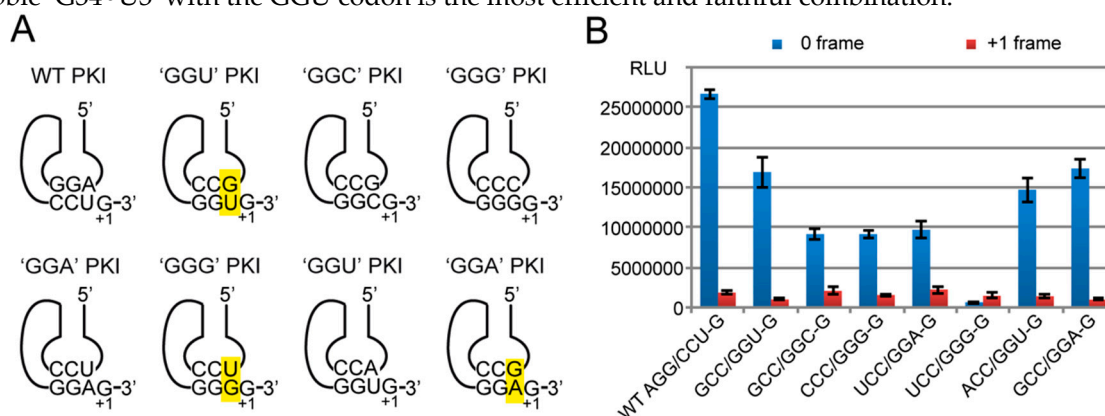 'G34•U3' with the GGU codon is the most efficient and faithful combination.
A
WT PKI 'GGU' PKI 'GGC' PKI 'GGG' PKI
5' 5' 5' 5'
GGA CCG CCG CCC
CCUG-3' GGUG-3' GGCG-3' GGGG-3'
+1 +1 +1 +1
'GGA' PKI 'GGG' PKI 'GGU' PKI 'GGA' PKI
5' 5' 5' 5'
CCU CCU CCA CCG
GGAG-3' GGGG-3' GGUG-3' GGAG-3'
+1 +1 +1 +1
B
0 frame +1 frame
RLU
25000000
20000000
15000000
10000000
5000000
0
WT AGG/CCU-G
GCC/GGU-G
GCC/GGC-G
CCC/GGG-G
UCC/GGA-G
UCC/GGG-G
ACC/GGU-G
GCC/GGA-G